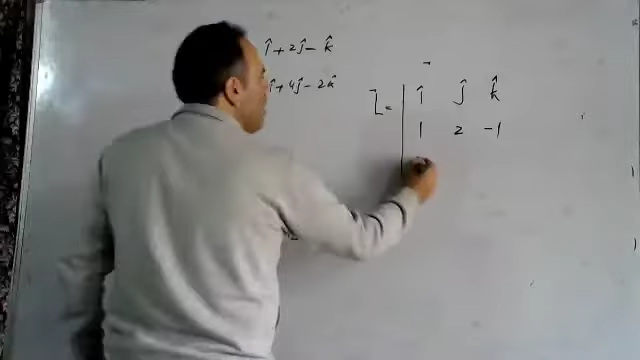 î + 2ĵ - k̂
î + 4ĵ - 2k̂
L⃗ = | î ĵ k̂
1 2 -1